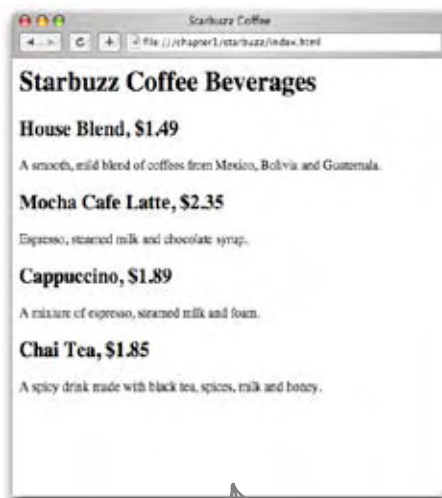 Starbuzz Coffee
file:///chapter1/starbuzz/index.html
Starbuzz Coffee Beverages
House Blend, $1.49
A smooth, mild blend of coffees from Mexico, Bolivia and Guatemala.
Mocha Cafe Latte, $2.35
Espresso, steamed milk and chocolate syrup.
Cappuccino, $1.89
A mixture of espresso, steamed milk and foam.
Chai Tea, $1.85
A spicy drink made with black tea, spices, milk and honey.